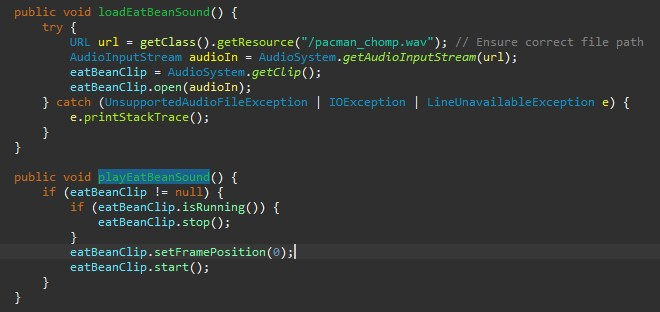 public void loadEatBeanSound() {
try {
URL url = getClass().getResource("/pacman_chomp.wav"); // Ensure correct file path
AudioInputStream audioIn = AudioSystem.getAudioInputStream(url);
eatBeanClip = AudioSystem.getClip();
eatBeanClip.open(audioIn);
} catch (UnsupportedAudioFileException | IOException | LineUnavailableException e) {
e.printStackTrace();
}
}
public void playEatBeanSound() {
if (eatBeanClip != null) {
if (eatBeanClip.isRunning()) {
eatBeanClip.stop();
}
eatBeanClip.setFramePosition(0);
eatBeanClip.start();
}
}